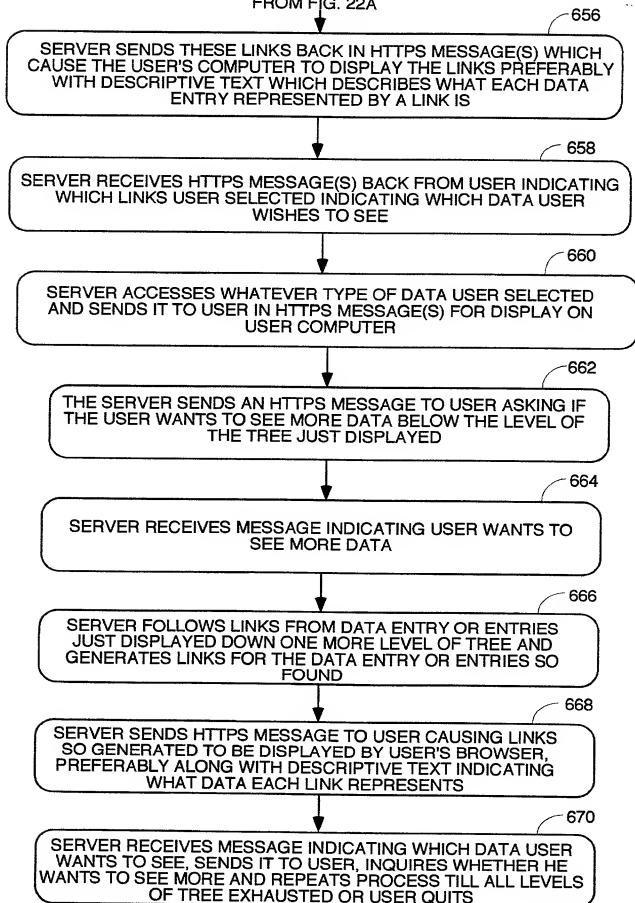 FROM FIG. 22A
656
SERVER SENDS THESE LINKS BACK IN HTTPS MESSAGE(S) WHICH
CAUSE THE USER'S COMPUTER TO DISPLAY THE LINKS PREFERABLY
WITH DESCRIPTIVE TEXT WHICH DESCRIBES WHAT EACH DATA
ENTRY REPRESENTED BY A LINK IS
658
SERVER RECEIVES HTTPS MESSAGE(S) BACK FROM USER INDICATING
WHICH LINKS USER SELECTED INDICATING WHICH DATA USER
WISHES TO SEE
660
SERVER ACCESSES WHATEVER TYPE OF DATA USER SELECTED
AND SENDS IT TO USER IN HTTPS MESSAGE(S) FOR DISPLAY ON
USER COMPUTER
662
THE SERVER SENDS AN HTTPS MESSAGE TO USER ASKING IF
THE USER WANTS TO SEE MORE DATA BELOW THE LEVEL OF
THE TREE JUST DISPLAYED
664
SERVER RECEIVES MESSAGE INDICATING USER WANTS TO
SEE MORE DATA
666
SERVER FOLLOWS LINKS FROM DATA ENTRY OR ENTRIES
JUST DISPLAYED DOWN ONE MORE LEVEL OF TREE AND
GENERATES LINKS FOR THE DATA ENTRY OR ENTRIES SO
FOUND
668
SERVER SENDS HTTPS MESSAGE TO USER CAUSING LINKS
SO GENERATED TO BE DISPLAYED BY USER'S BROWSER,
PREFERABLY ALONG WITH DESCRIPTIVE TEXT INDICATING
WHAT DATA EACH LINK REPRESENTS
670
SERVER RECEIVES MESSAGE INDICATING WHICH DATA USER
WANTS TO SEE, SENDS IT TO USER, INQUIRES WHETHER HE
WANTS TO SEE MORE AND REPEATS PROCESS TILL ALL LEVELS
OF TREE EXHAUSTED OR USER QUITS